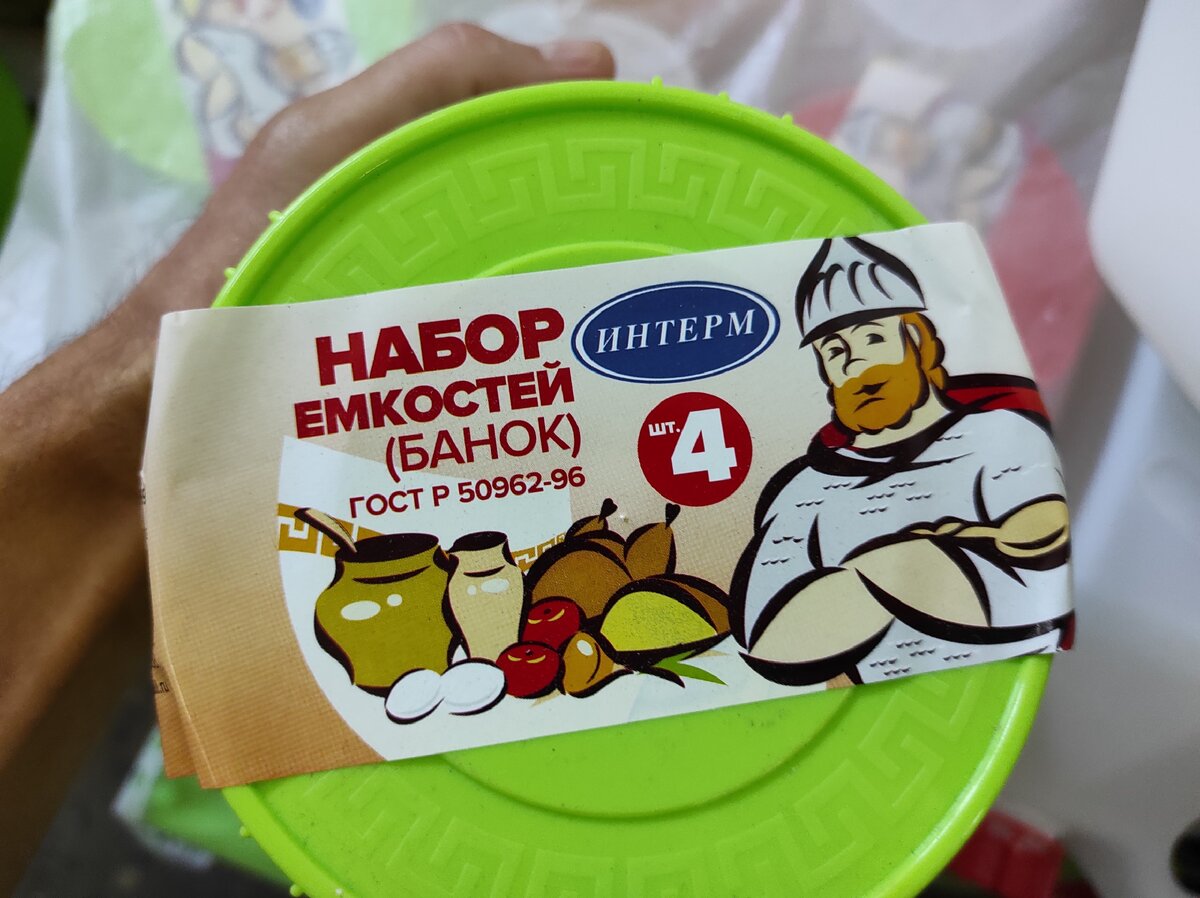 НАБОР
ЕМКОСТЕЙ
(БАНОК)
ГОСТ Р 50962-96
ИНТЕРМ
шт. 4